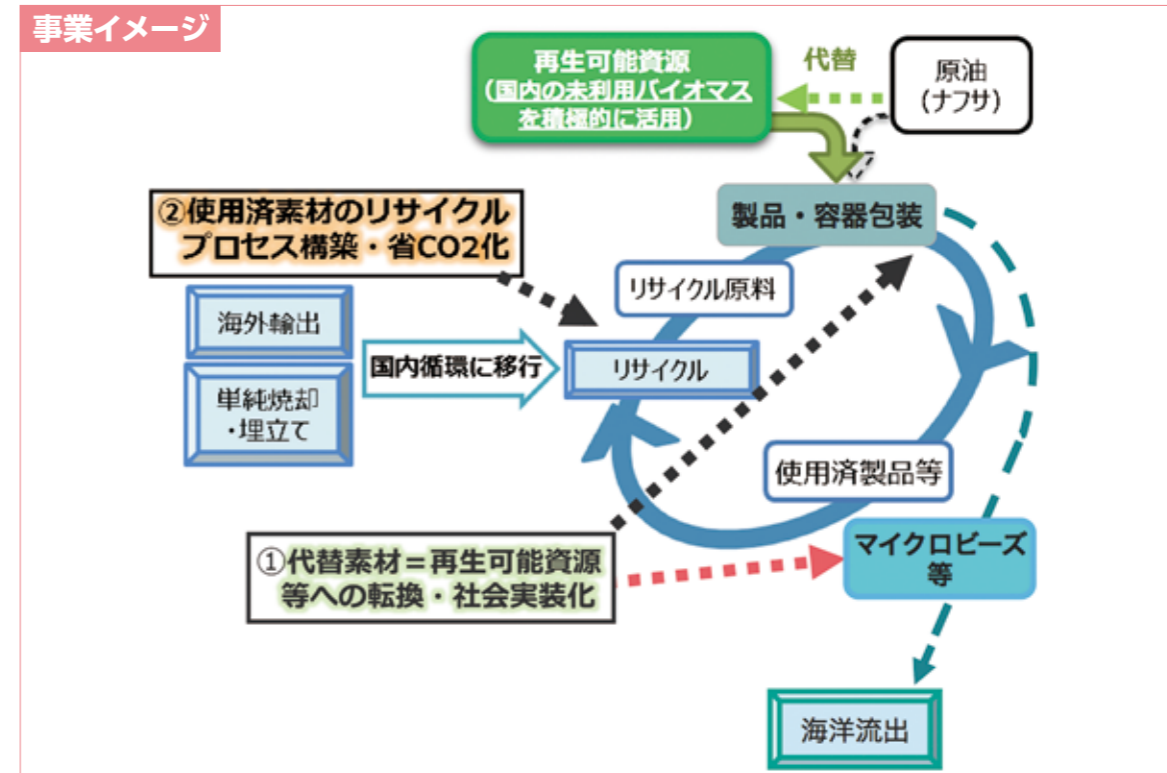 事業イメージ
再生可能資源
（国内の未利用バイオマス
を積極的に活用）
代替
原油
（ナフサ）
製品・容器包装
②使用済素材のリサイクル
プロセス構築・省CO2化
リサイクル原料
海外輸出
国内循環に移行
リサイクル
単純焼却
・埋立て
使用済製品等
①代替素材＝再生可能資源
等への転換・社会実装化
マイクロビーズ
等
海洋流出